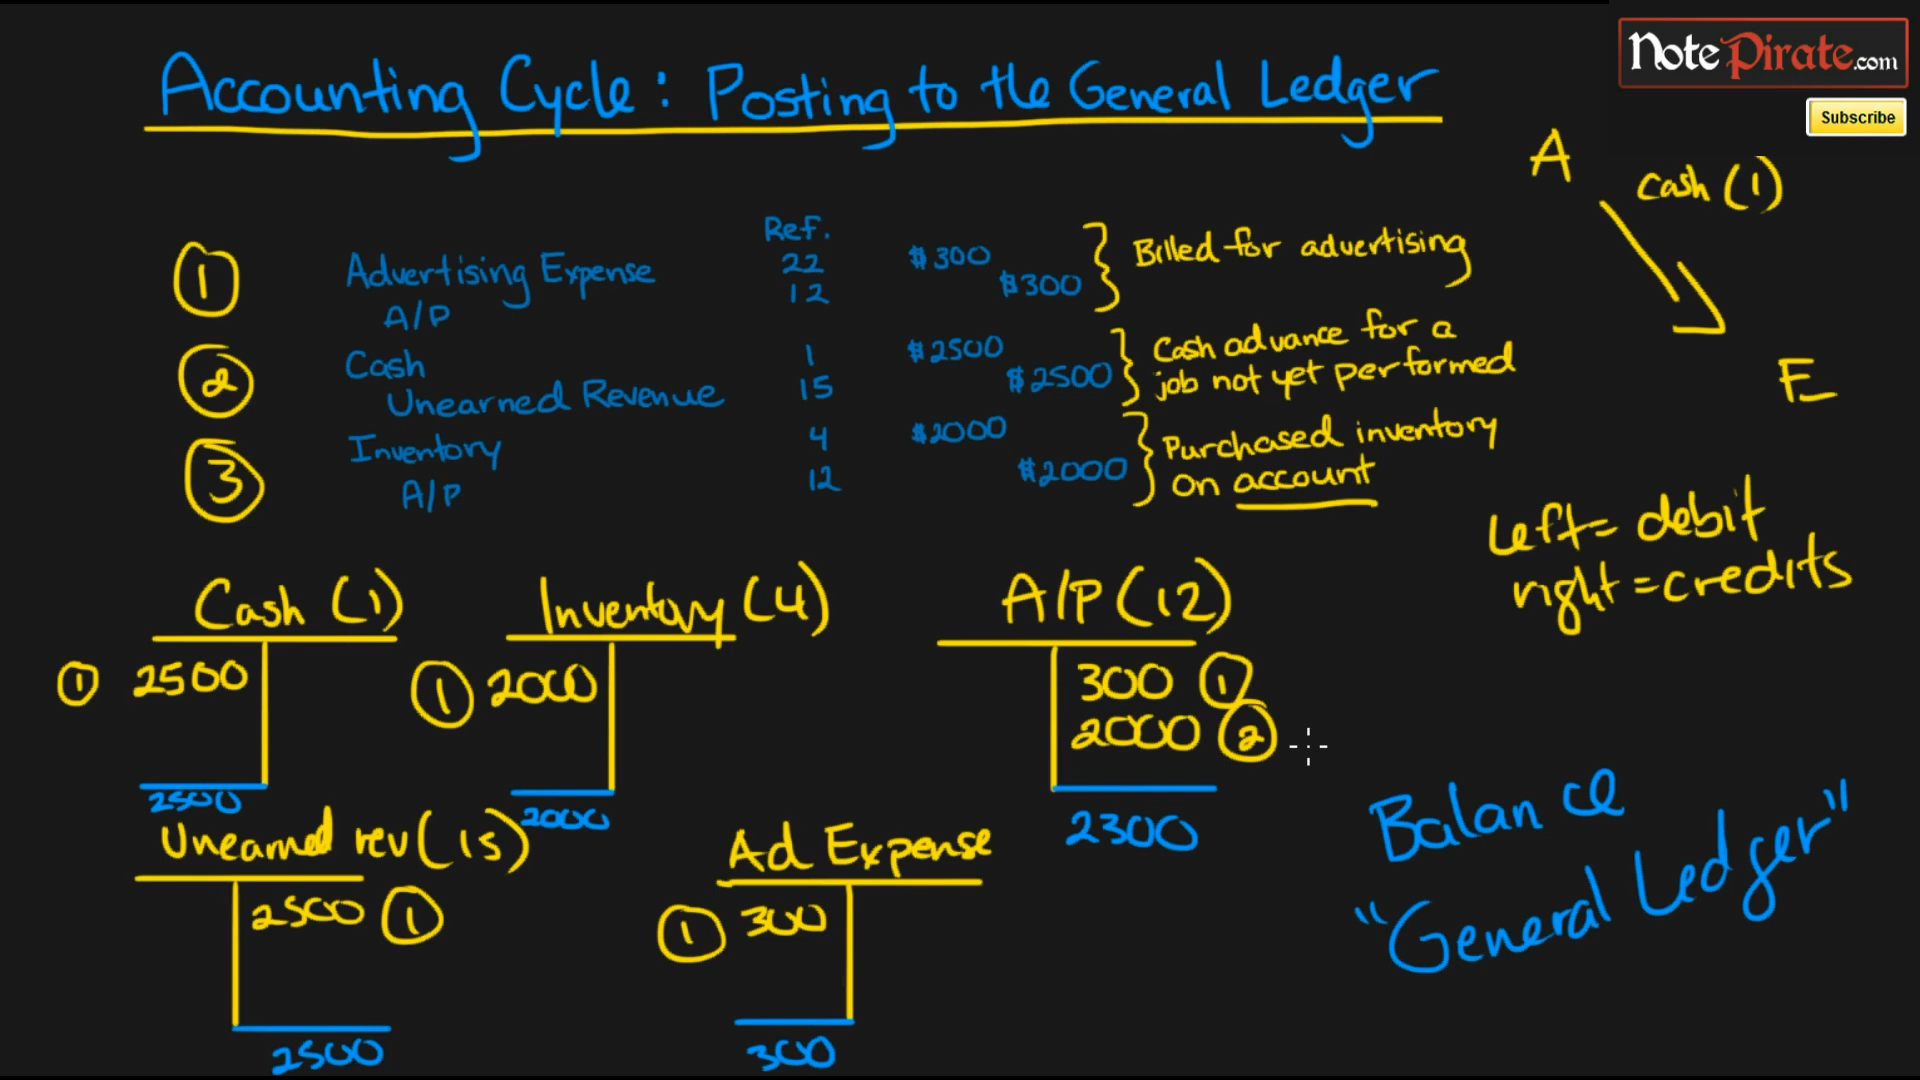 Accounting Cycle: Posting to the General Ledger
NotePirate.com
Subscribe
A
Cash (1)
E
Ref.
1 Advertising Expense 22 $300 Billed for advertising
A/P 12 $300
2 Cash 1 $2500 Cash advance for a
Unearned Revenue 15 $2500 job not yet performed
3 Inventory 4 $2000 Purchased inventory
A/P 12 $2000 on account
left = debit
right = credits
Cash (1)
1 2500
2500
Inventory (4)
1 2000
2000
A/P (12)
300 1
2000 2
2300
Unearned rev (15)
2500 1
2500
Ad Expense
1 300
300
Balance
"General Ledger"